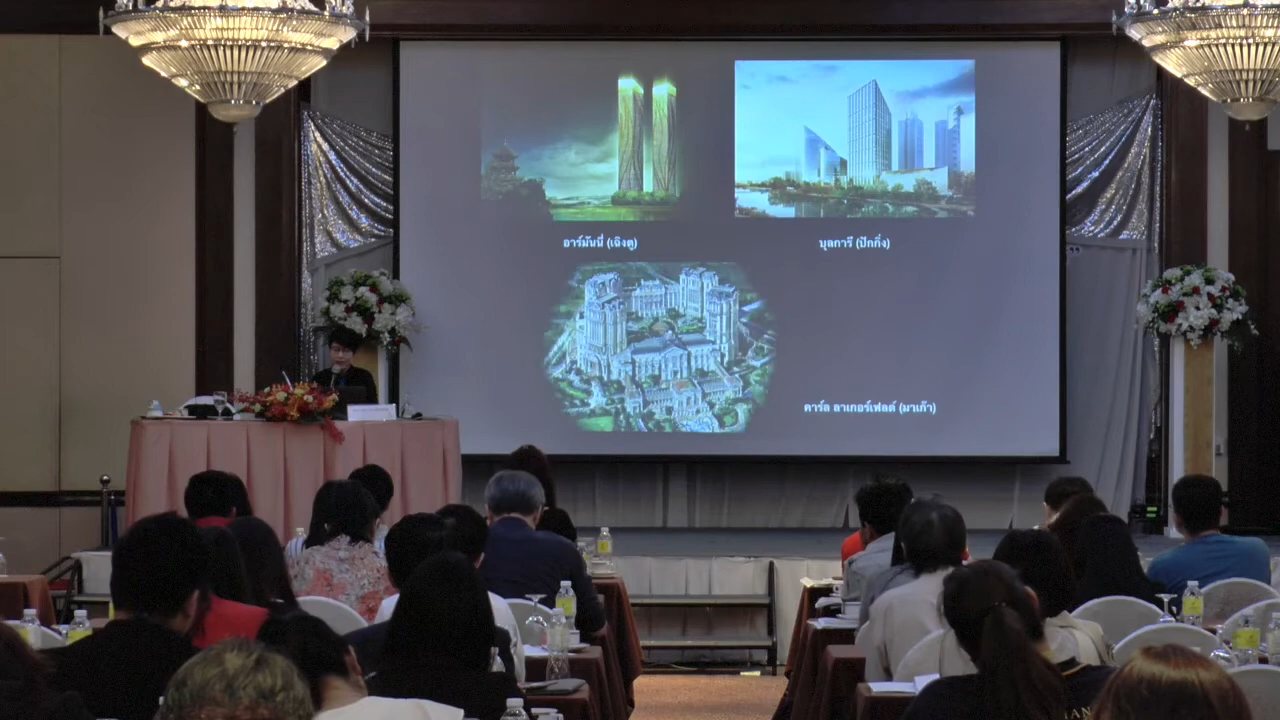 อาร์มันนี่ (เฉิงตู)
บุลการี (ปักกิ่ง)
คาร์ล ลาเกอร์เฟลต์ (มาเก๊า)